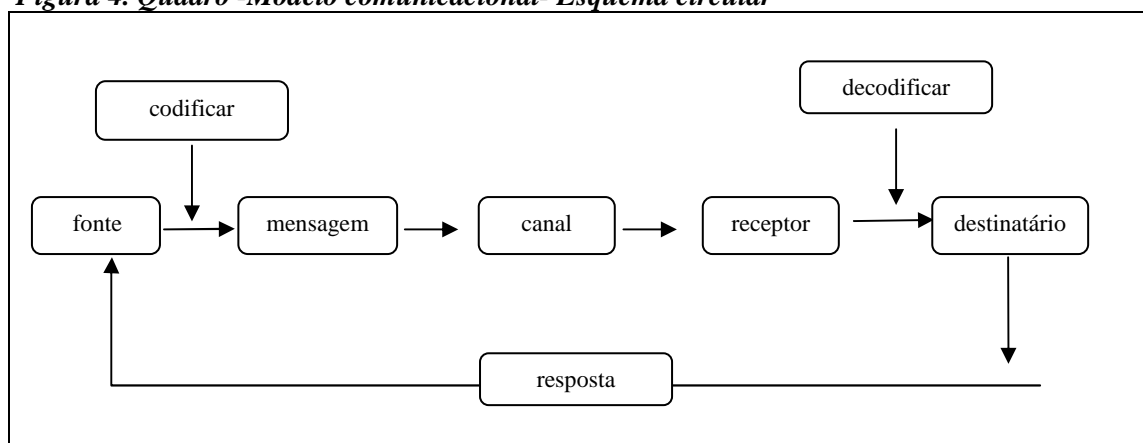 Figura 4. Quadro -Modelo comunicacional- Esquema circular
codificar
decodificar
fonte
mensagem
canal
receptor
destinatário
resposta